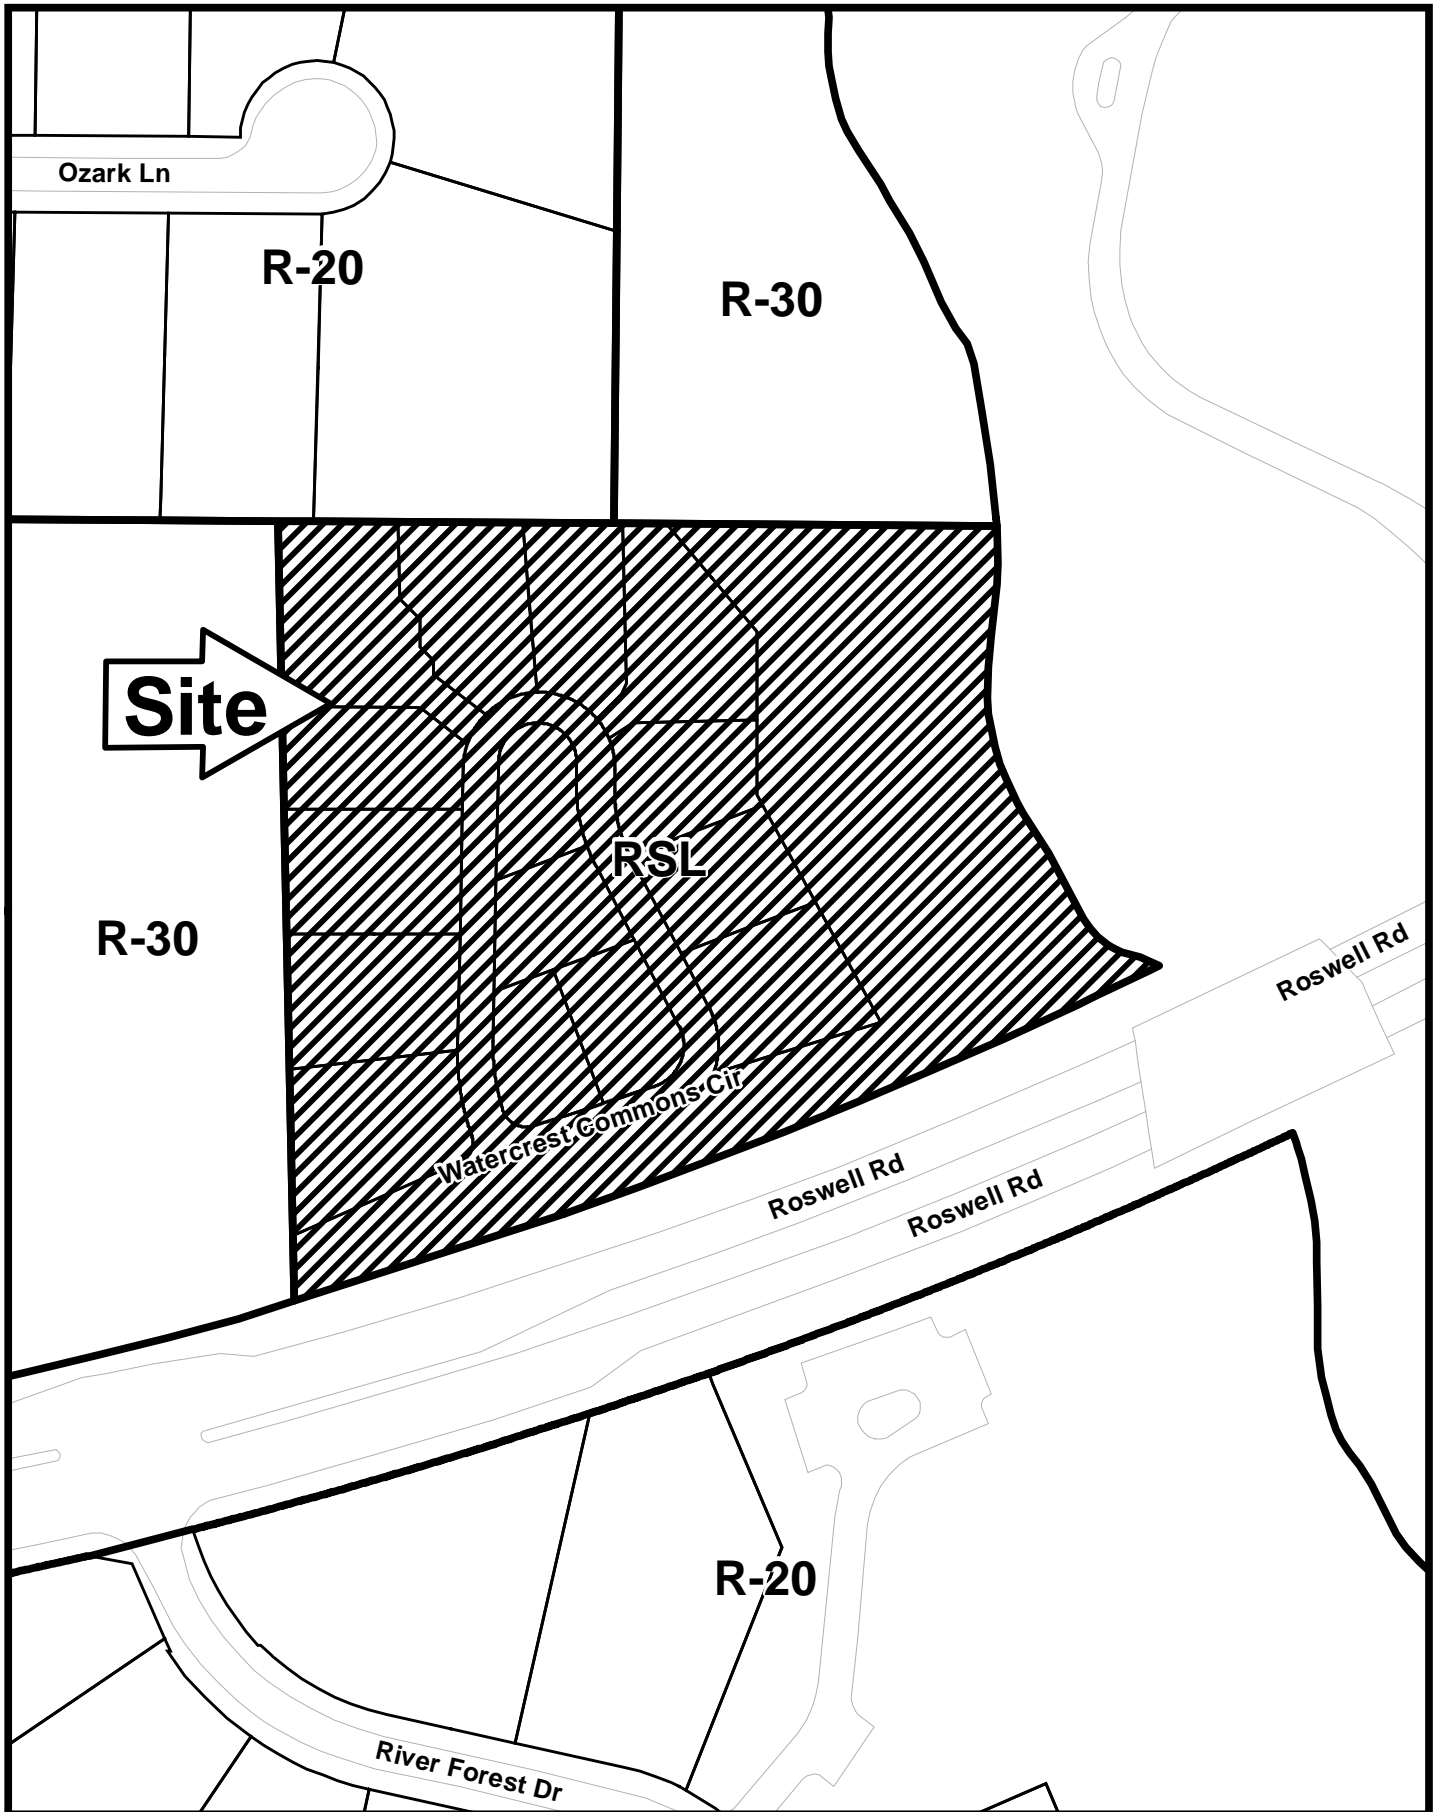 Ozark Ln
R-20
R-30
Site
RSL
R-30
Roswell Rd
Watercrest Commons Cir
Roswell Rd
Roswell Rd
R-20
River Forest Dr